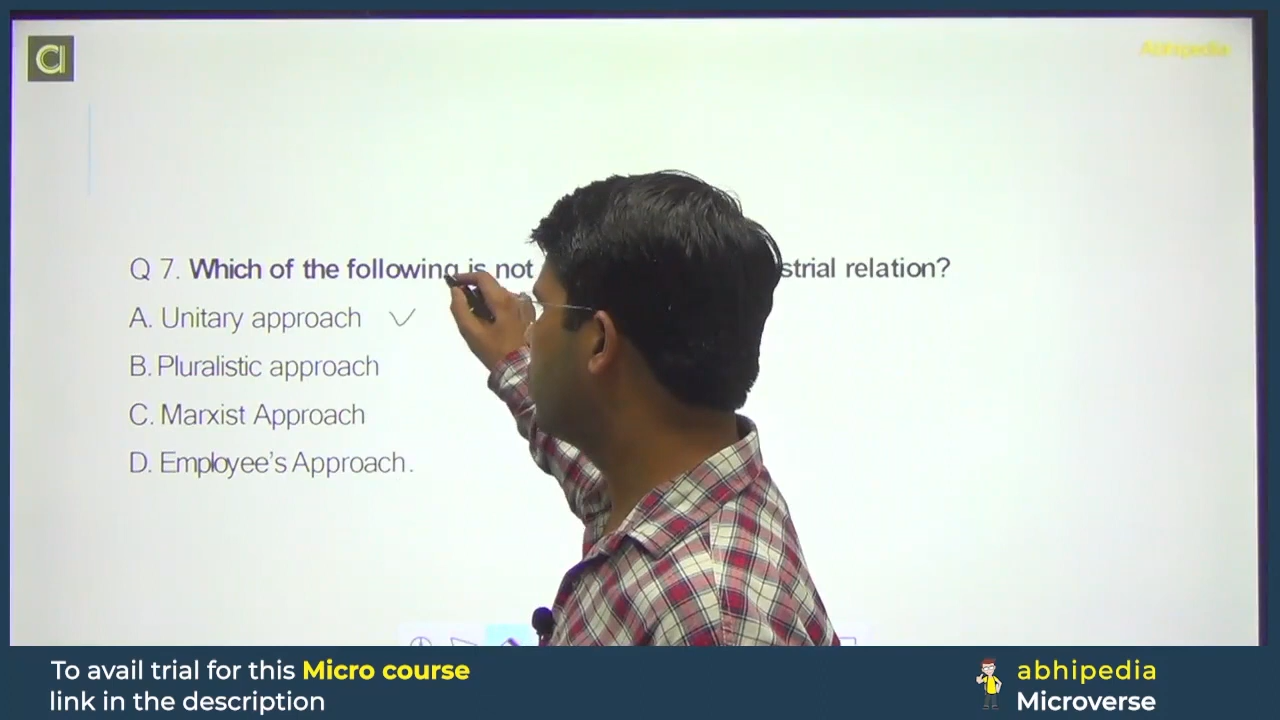 Abhipedia
Q 7. Which of the following is not strial relation?
A. Unitary approach
B. Pluralistic approach
C. Marxist Approach
D. Employee's Approach.
To avail trial for this Micro course
link in the description
abhipedia
Microverse